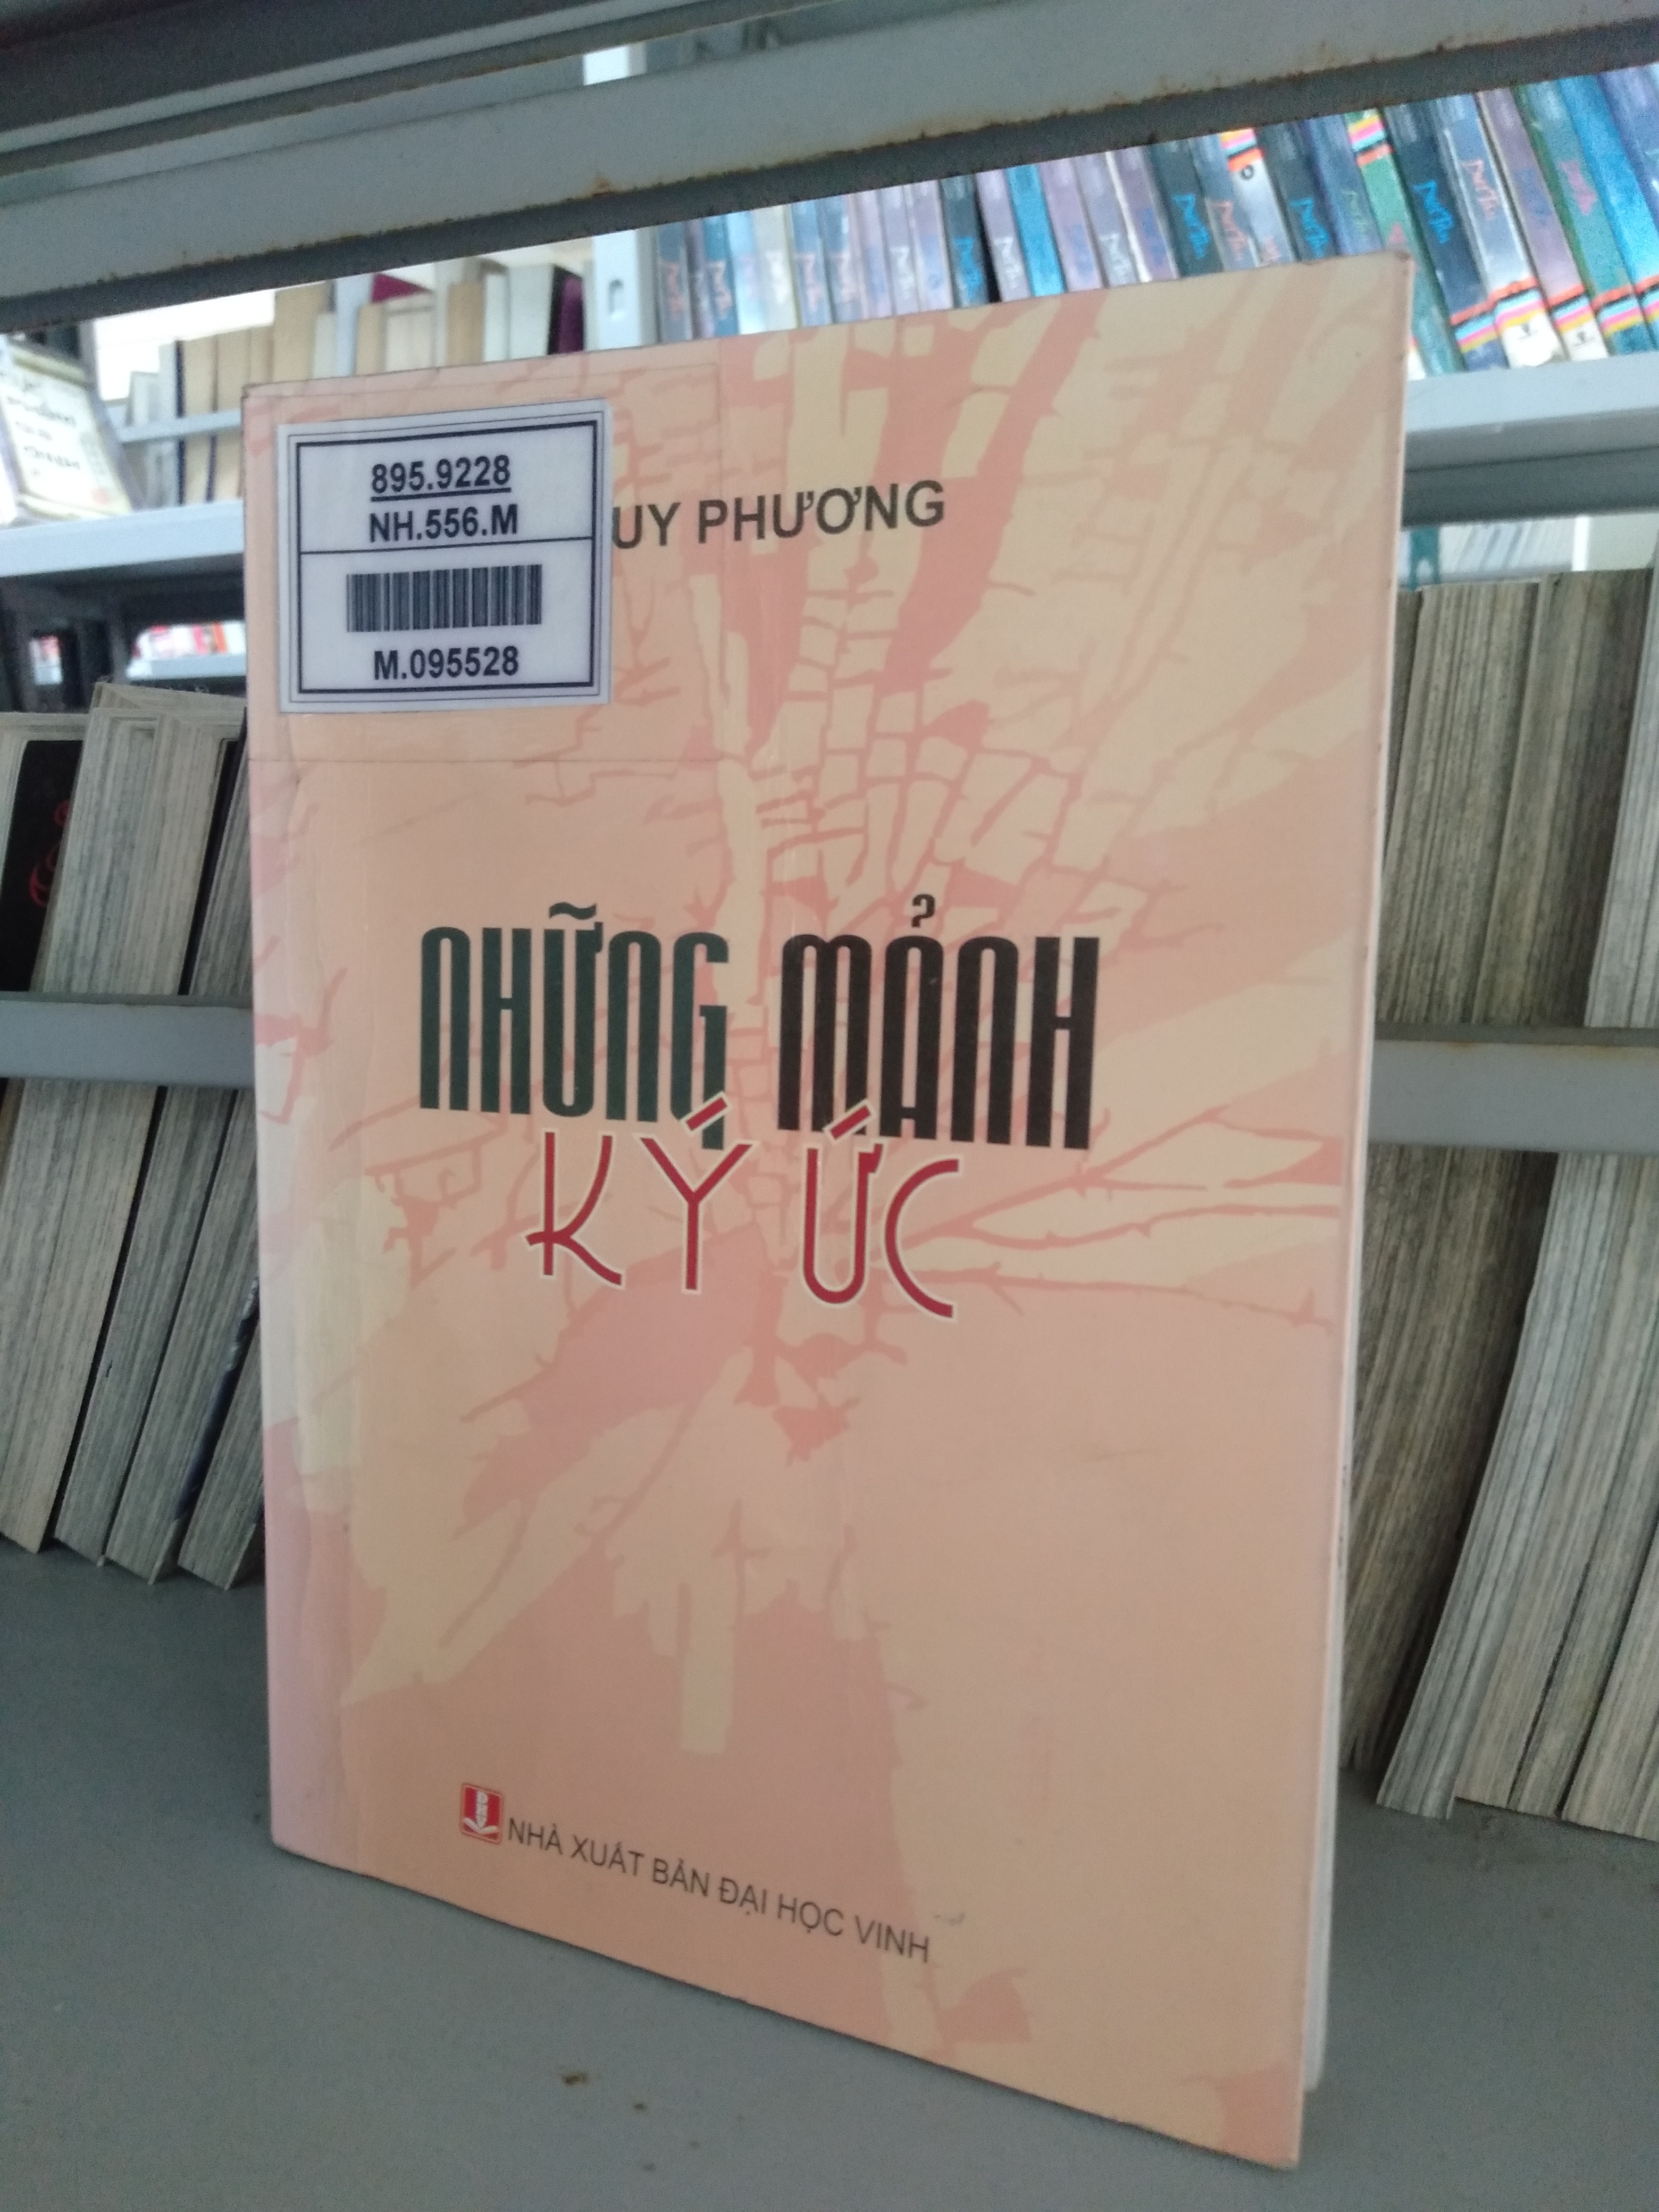 895.9228
NH.556.M
M.095528
UY PHƯƠNG
NHỮNG MẢNH
KÝ ỨC
NHÀ XUẤT BẢN ĐẠI HỌC VINH